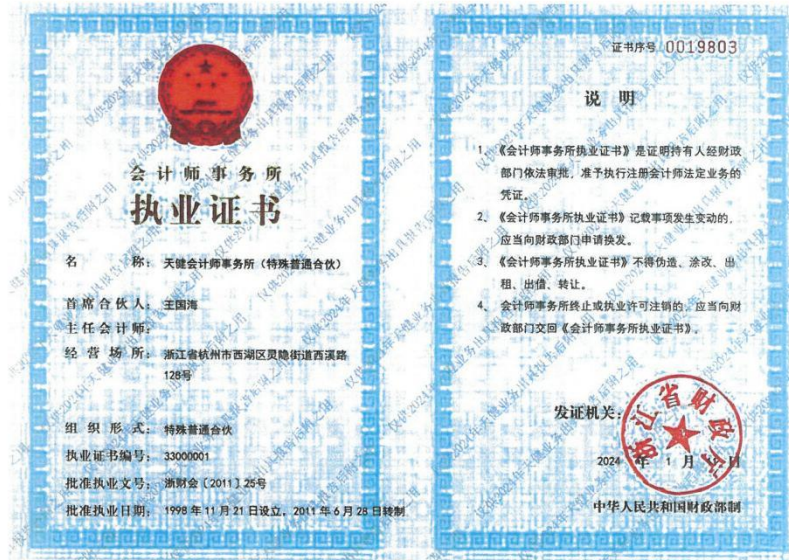 会计师事务所
执业证书
名 称： 天健会计师事务所（特殊普通合伙）
首席合伙人： 王国海
主任会计师：
经营场所： 浙江省杭州市西湖区灵隐街道西溪路
128号
组织形式： 特殊普通合伙
执业证书编号： 33000001
批准执业文号： 浙财会〔2011〕25号
批准执业日期： 1998年11月21日设立，2011年6月28日转制
证书序号 0019803
说 明
1、《会计师事务所执业证书》是证明持有人经财政
部门依法审批，准予执行注册会计师法定业务的
凭证。
2、《会计师事务所执业证书》记载事项发生变动的，
应当向财政部门申请换发。
3、《会计师事务所执业证书》不得伪造、涂改、出
租、出借、转让。
4、会计师事务所终止或执业许可注销的，应当向财
政部门交回《会计师事务所执业证书》。
发证机关：
浙江省财政厅
2024 年 1 月 日
中华人民共和国财政部制